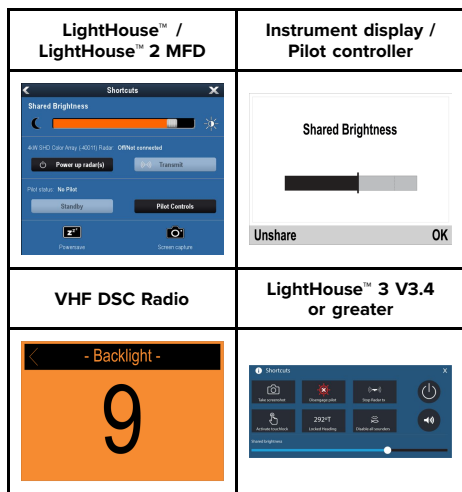 LightHouse™ /
LightHouse™ 2 MFD
Instrument display /
Pilot controller
Shortcuts
X
Shared Brightness
4kW SHD Color Array (-40011) Radar: Off/Not connected
Power up radar(s)
Transmit
Pilot status: No Pilot
Standby
Pilot Controls
Powersave
Screen capture
Shared Brightness
Unshare
OK
VHF DSC Radio
LightHouse™ 3 V3.4
or greater
- Backlight -
9
Shortcuts
X
Take screenshot
Disengage pilot
Stop Radar tx
Activate touchlock
292°T
Locked Heading
Disable all sounders
Shared brightness